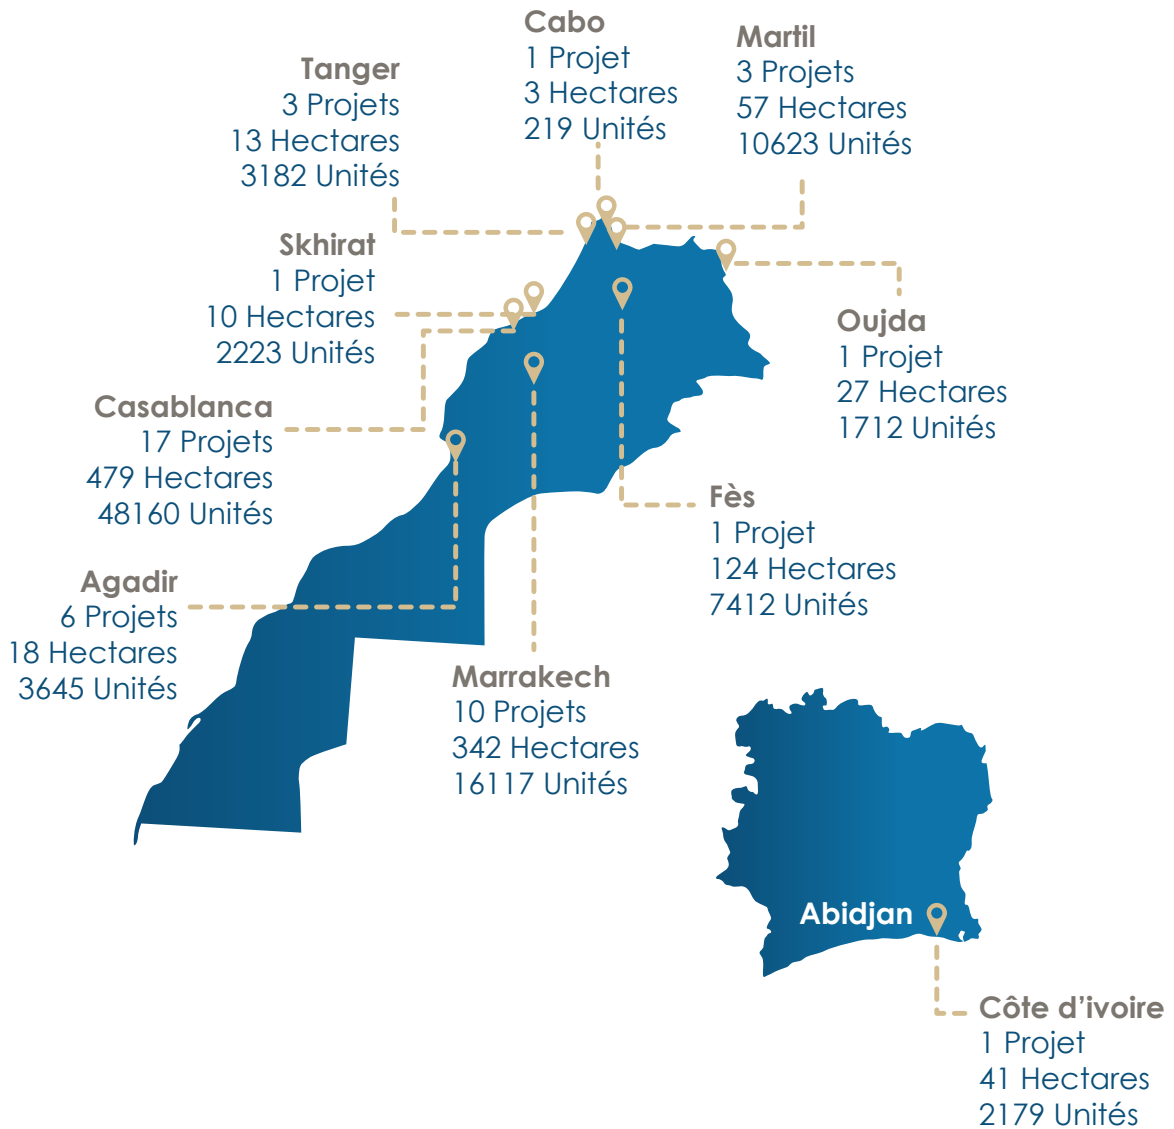 Cabo
1 Projet
3 Hectares
219 Unités
Martil
3 Projets
57 Hectares
10623 Unités
Tanger
3 Projets
13 Hectares
3182 Unités
Skhirat
1 Projet
10 Hectares
2223 Unités
Oujda
1 Projet
27 Hectares
1712 Unités
Casablanca
17 Projets
479 Hectares
48160 Unités
Fès
1 Projet
124 Hectares
7412 Unités
Agadir
6 Projets
18 Hectares
3645 Unités
Marrakech
10 Projets
342 Hectares
16117 Unités
Abidjan
Côte d’ivoire
1 Projet
41 Hectares
2179 Unités